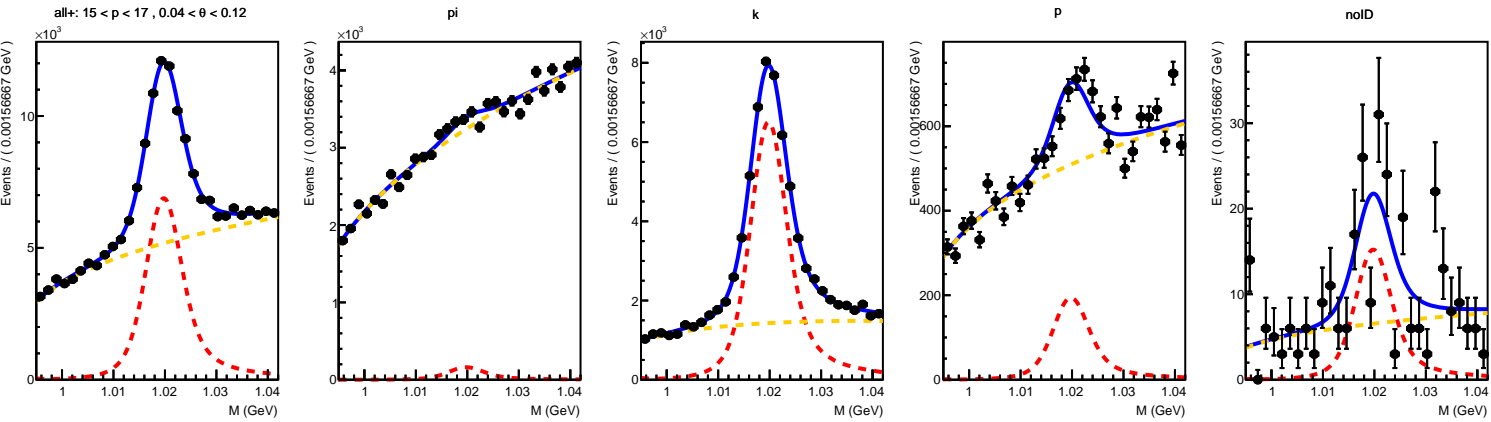 all+: 15 < p < 17 , 0.04 < θ < 0.12
×10³
Events / ( 0.00156667 GeV )
10
5
0
1 1.01 1.02 1.03 1.04
M (GeV)
pi
×10³
Events / ( 0.00156667 GeV )
4
3
2
1
0
1 1.01 1.02 1.03 1.04
M (GeV)
k
×10³
Events / ( 0.00156667 GeV )
8
6
4
2
0
1 1.01 1.02 1.03 1.04
M (GeV)
p
Events / ( 0.00156667 GeV )
600
400
200
0
1 1.01 1.02 1.03 1.04
M (GeV)
noID
Events / ( 0.00156667 GeV )
30
20
10
0
1 1.01 1.02 1.03 1.04
M (GeV)